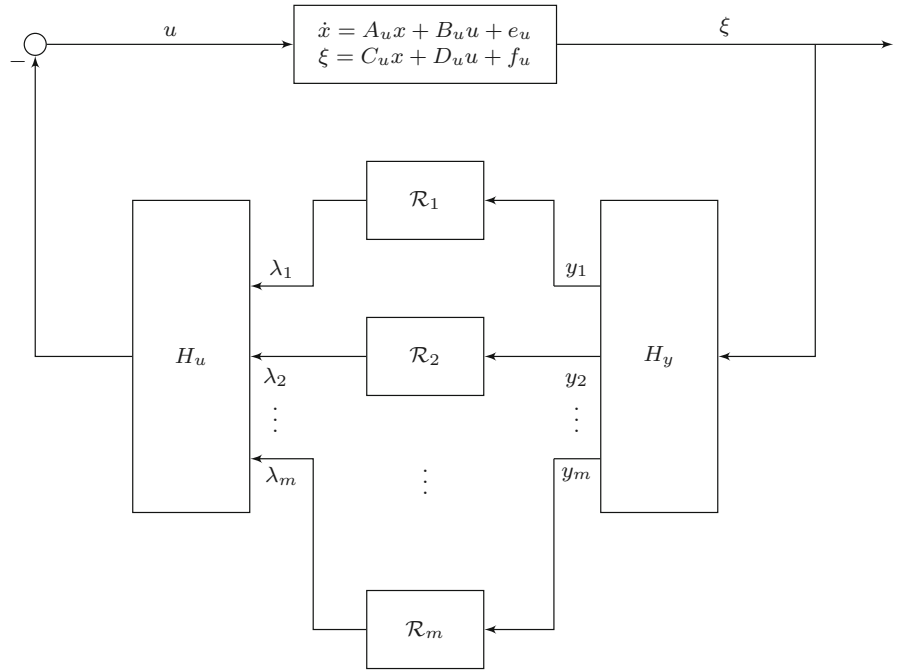 u
ẋ = A_u x + B_u u + e_u
ξ = C_u x + D_u u + f_u
ξ
−
ℛ_1
λ_1
y_1
H_u
ℛ_2
H_y
λ_2
y_2
⋮
⋮
λ_m
⋮
y_m
ℛ_m